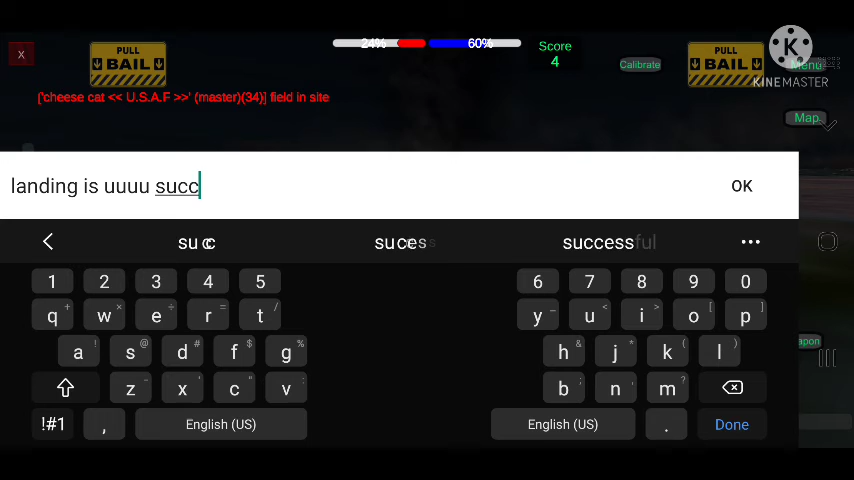 x
PULL
BAIL
24%
60%
Score
4
Calibrate
PULL
BAIL
Menu
K
KINEMASTER
['cheese cat << U.S.A.F >>' (master)(34)] field in site
Map
landing is uuuu succ
OK
succ
success
successful
1 2 3 4 5 6 7 8 9 0
q + w × e ÷ r = t / y _ u < i > o [ p ]
a ! s @ d # f $ g % h & j * k ( l )
z - x ' c " v : b ; n , m ?
!#1 , English (US) English (US) . Done